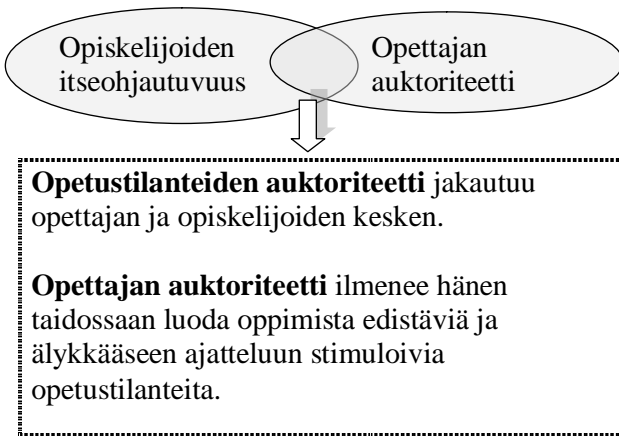 Opiskelijoiden
itseohjautuvuus
Opettajan
auktoriteetti
Opetustilanteiden auktoriteetti jakautuu
opettajan ja opiskelijoiden kesken.
Opettajan auktoriteetti ilmenee hänen
taidossaan luoda oppimista edistäviä ja
älykkääseen ajatteluun stimuloivia
opetustilanteita.